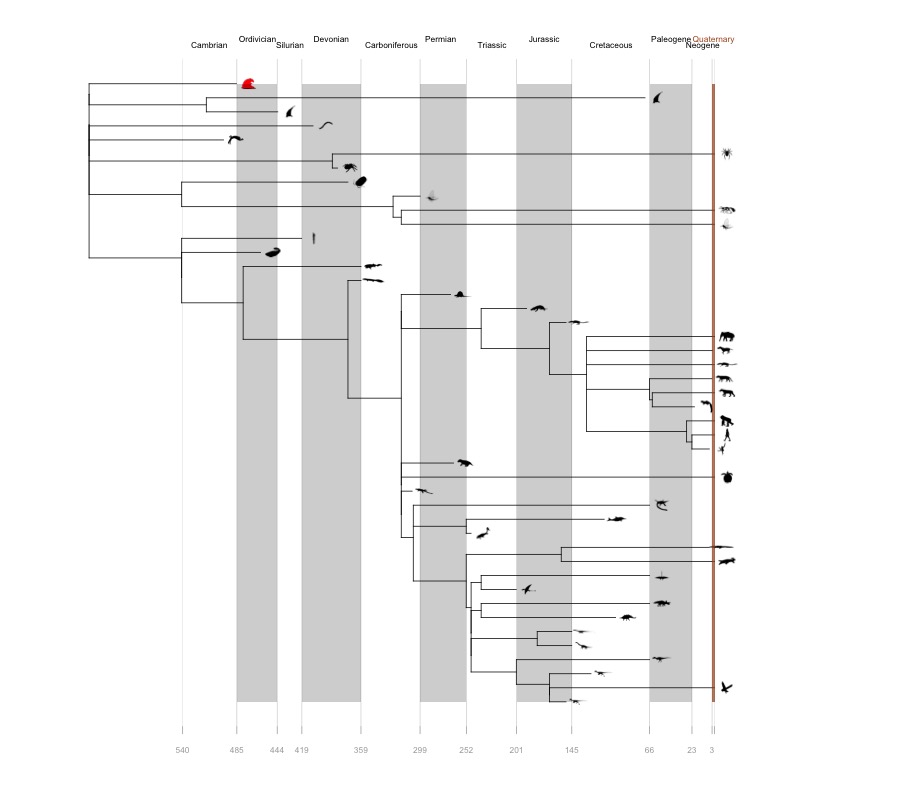 Ordivician Devonian Permian Jurassic Paleogene Quaternary
Cambrian Silurian Carboniferous Triassic Cretaceous Neogene
540 485 444 419 359 299 252 201 145 66 23 3